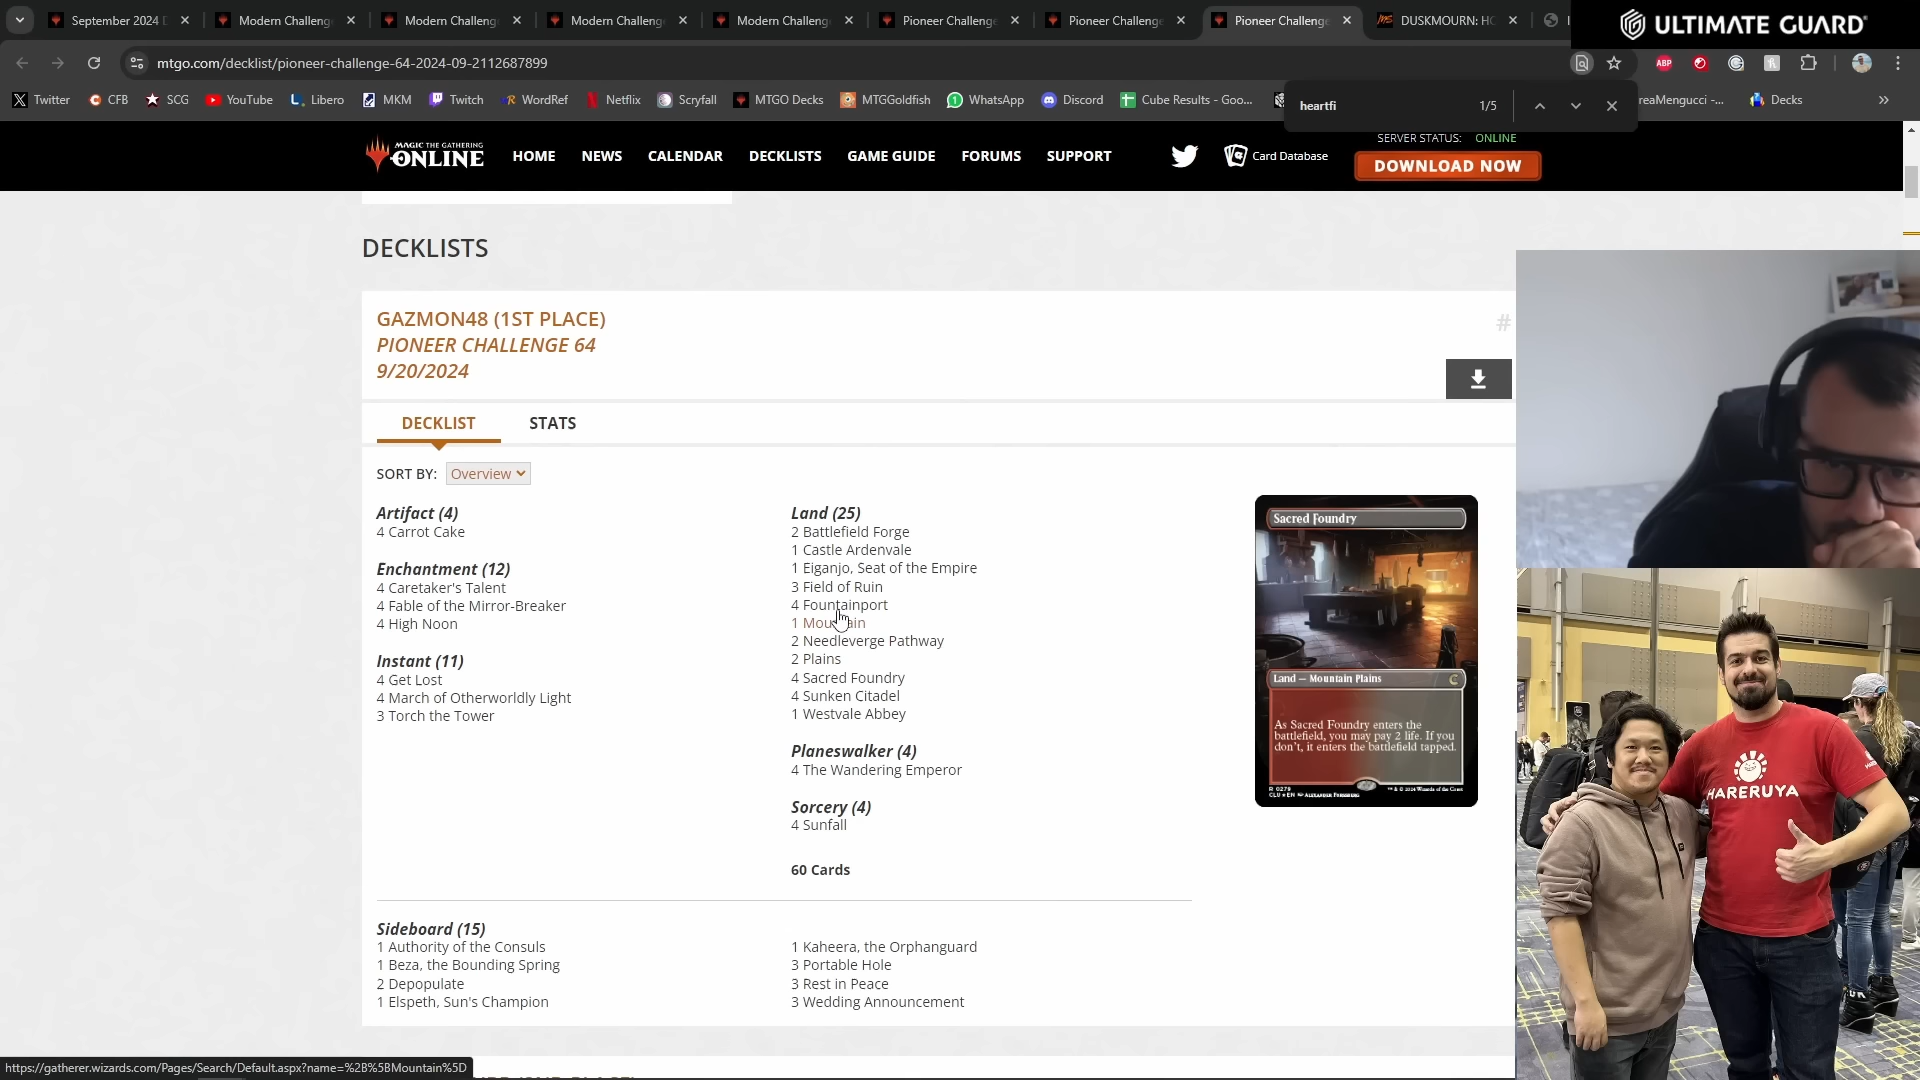 September 2024 D
Modern Challenge
Modern Challeng
Modern Challenge
Modern Challeng
Pioneer Challenge
Pioneer Challenge
Pioneer Challenge
DUSKMOURN: HO
ULTIMATE GUARD
mtgo.com/decklist/pioneer-challenge-64-2024-09-2112687899
ABP
Twitter
CFB
SCG
YouTube
Libero
MKM
Twitch
WordRef
Netflix
Scryfall
MTGO Decks
MTGGoldfish
WhatsApp
Discord
Cube Results - Goo...
reaMengucci -...
Decks
heartfi
1/5
MAGIC THE GATHERING
ONLINE
HOME
NEWS
CALENDAR
DECKLISTS
GAME GUIDE
FORUMS
SUPPORT
Card Database
SERVER STATUS: ONLINE
DOWNLOAD NOW
DECKLISTS
GAZMON48 (1ST PLACE)
PIONEER CHALLENGE 64
9/20/2024
#
DECKLIST
STATS
SORT BY: Overview
Artifact (4)
4 Carrot Cake
Enchantment (12)
4 Caretaker's Talent
4 Fable of the Mirror-Breaker
4 High Noon
Instant (11)
4 Get Lost
4 March of Otherworldly Light
3 Torch the Tower
Land (25)
2 Battlefield Forge
1 Castle Ardenvale
1 Eiganjo, Seat of the Empire
3 Field of Ruin
4 Fountainport
1 Mountain
2 Needleverge Pathway
2 Plains
4 Sacred Foundry
4 Sunken Citadel
1 Westvale Abbey
Planeswalker (4)
4 The Wandering Emperor
Sorcery (4)
4 Sunfall
60 Cards
Sacred Foundry
Land — Mountain Plains
As Sacred Foundry enters the
battlefield, you may pay 2 life. If you
don't, it enters the battlefield tapped.
R 0279
Sideboard (15)
1 Authority of the Consuls
1 Beza, the Bounding Spring
2 Depopulate
1 Elspeth, Sun's Champion
1 Kaheera, the Orphanguard
3 Portable Hole
3 Rest in Peace
3 Wedding Announcement
HARERUYA
https://gatherer.wizards.com/Pages/Search/Default.aspx?name=%2B%5BMountain%5D